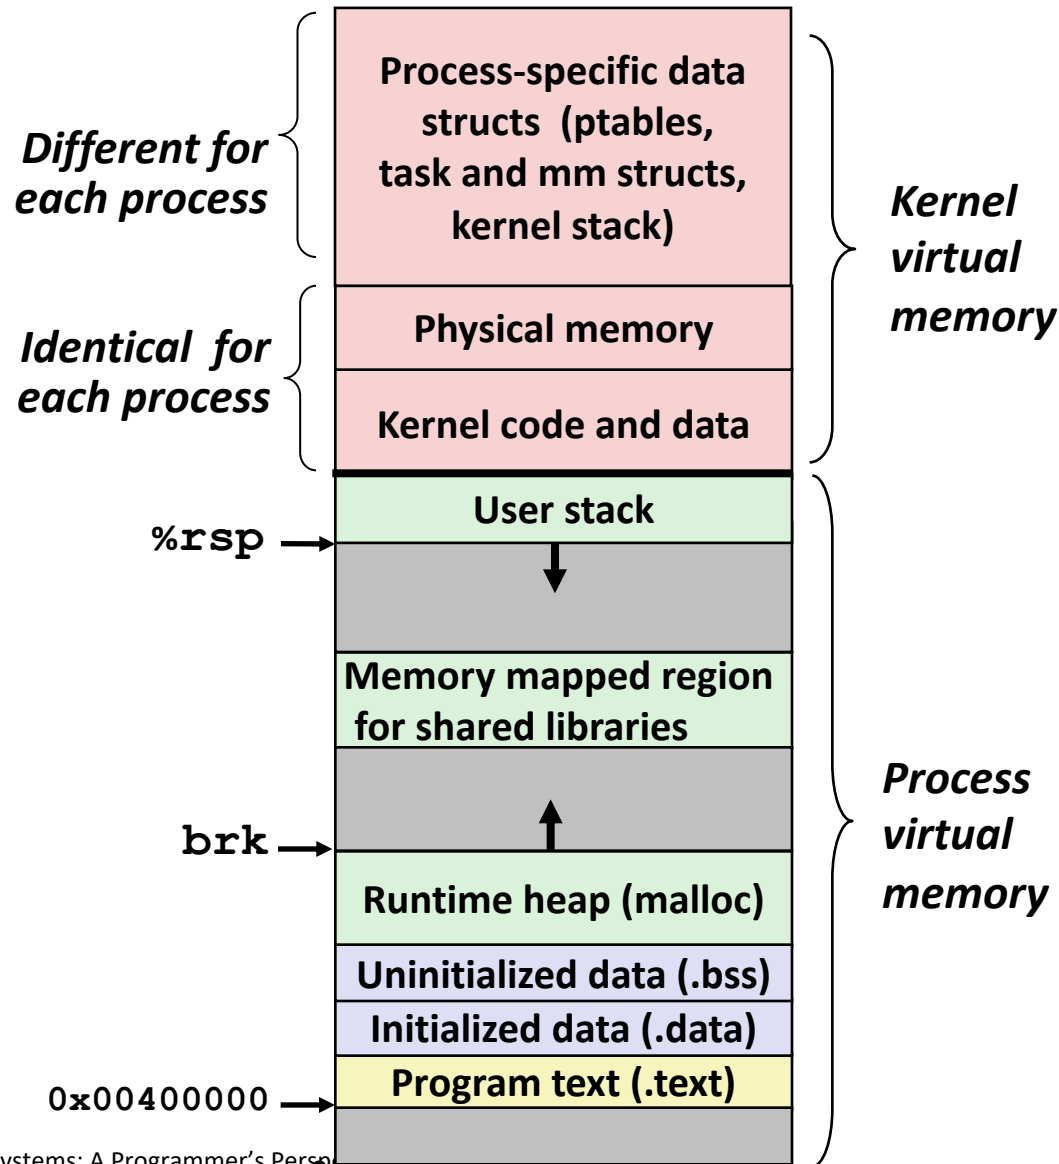 Process-specific data
structs (ptables,
task and mm structs,
kernel stack)
Different for
each process
Kernel
virtual
memory
Physical memory
Identical for
each process
Kernel code and data
User stack
%rsp
Memory mapped region
for shared libraries
Process
virtual
memory
brk
Runtime heap (malloc)
Uninitialized data (.bss)
Initialized data (.data)
Program text (.text)
0x00400000
A Programmer's